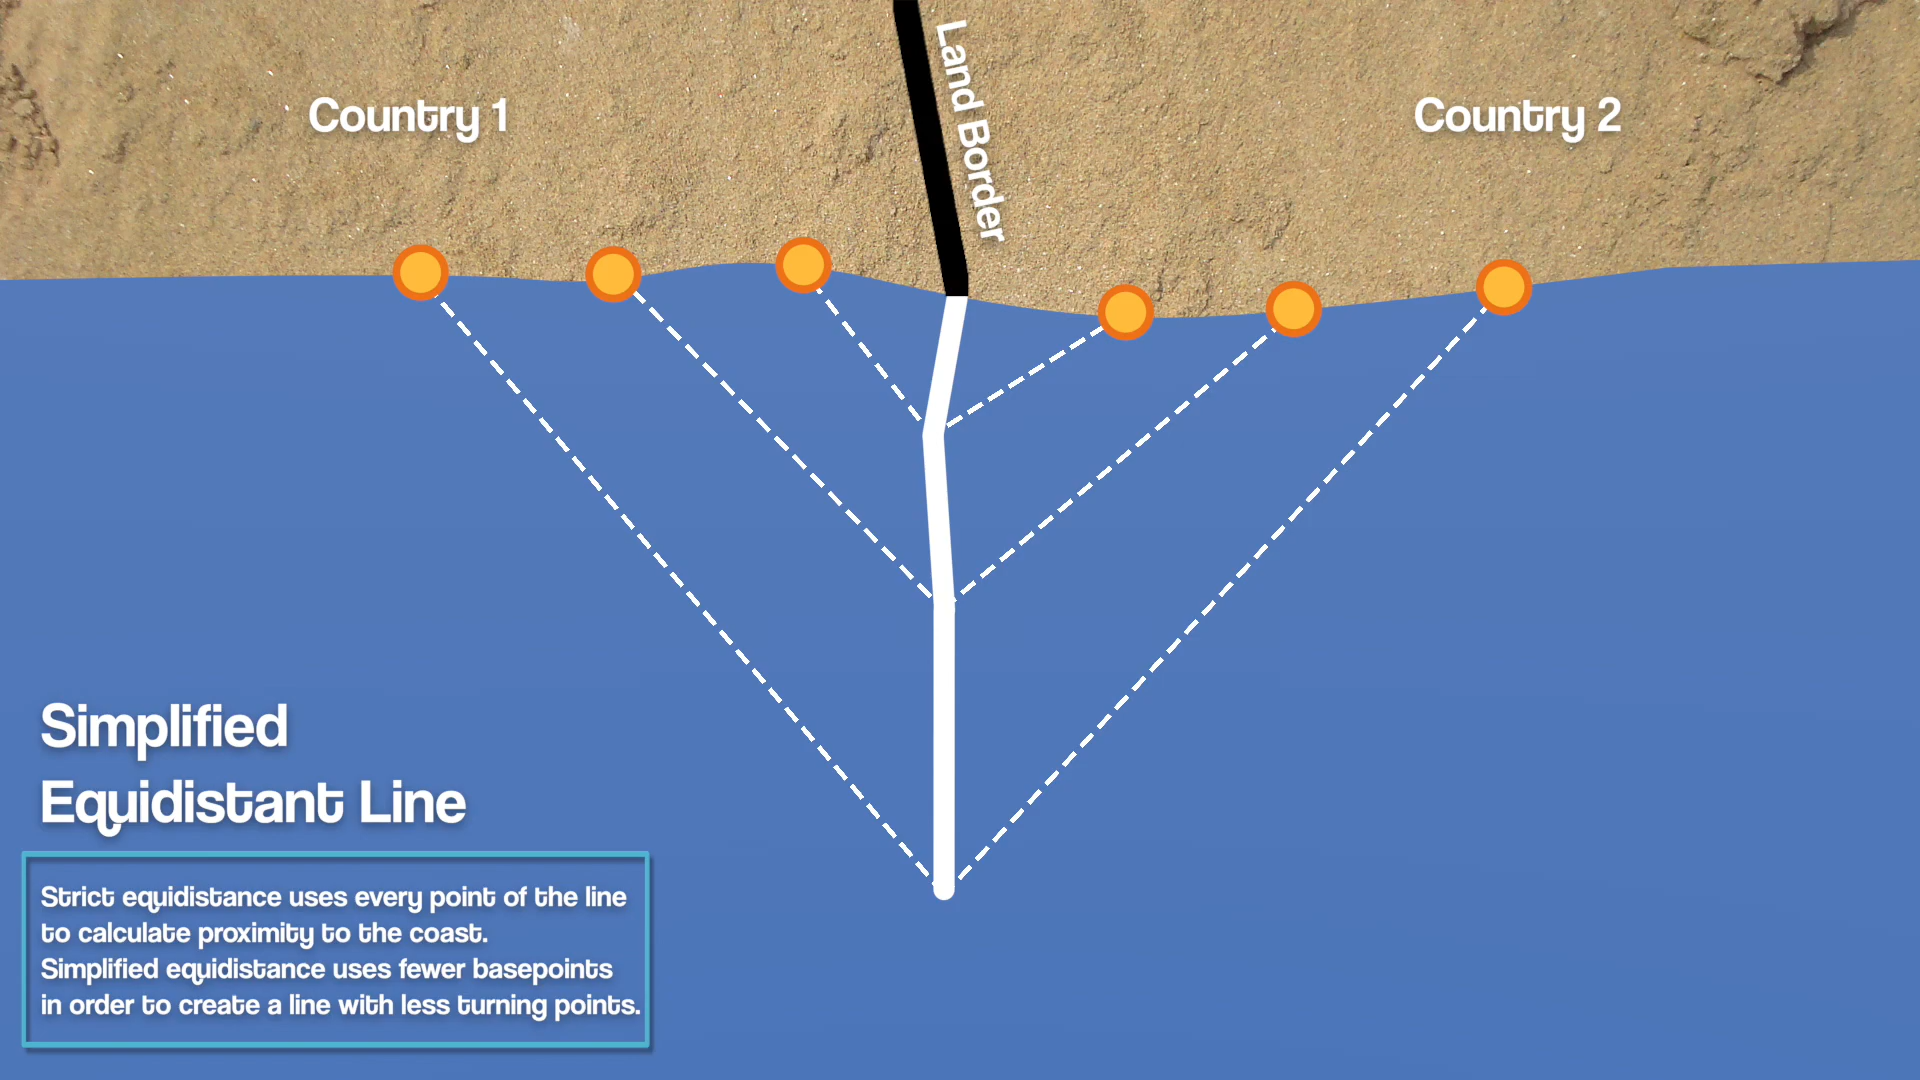 Land Border
Country 1
Country 2
Simplified
Equidistant Line
Strict equidistance uses every point of the line
to calculate proximity to the coast.
Simplified equidistance uses fewer basepoints
in order to create a line with less turning points.